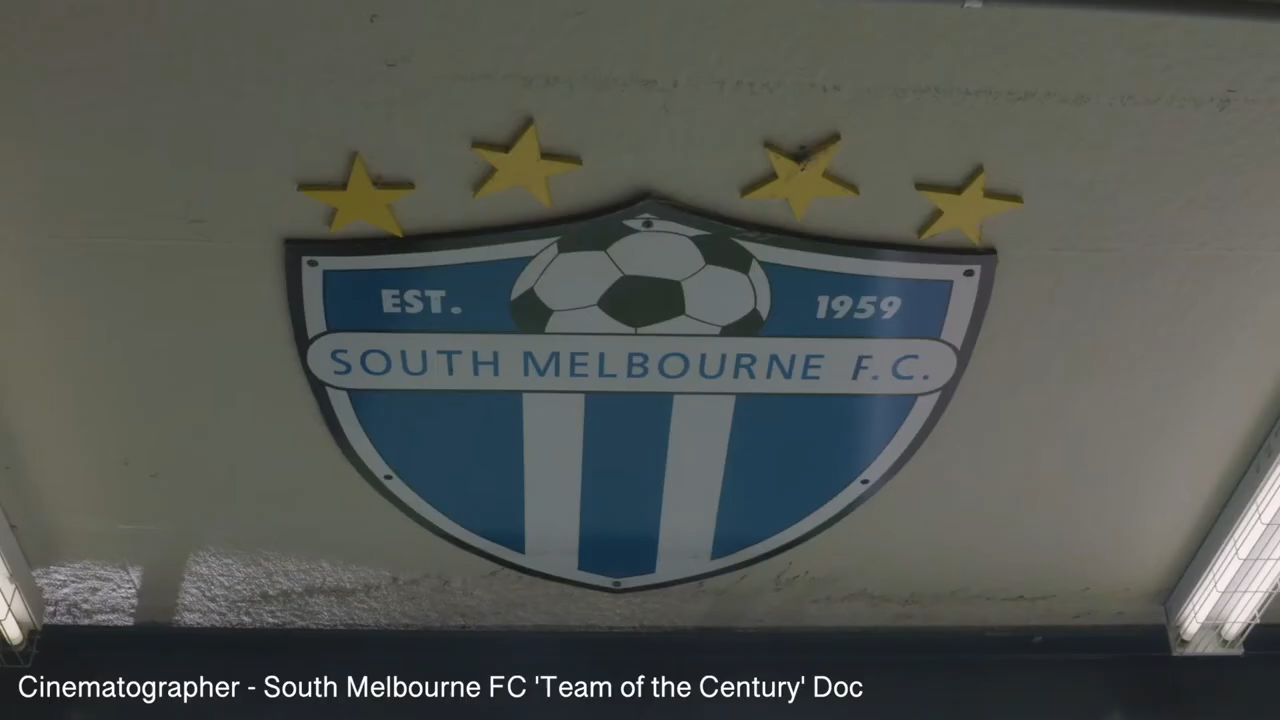 EST. 1959
SOUTH MELBOURNE F.C.
Cinematographer - South Melbourne FC 'Team of the Century' Doc